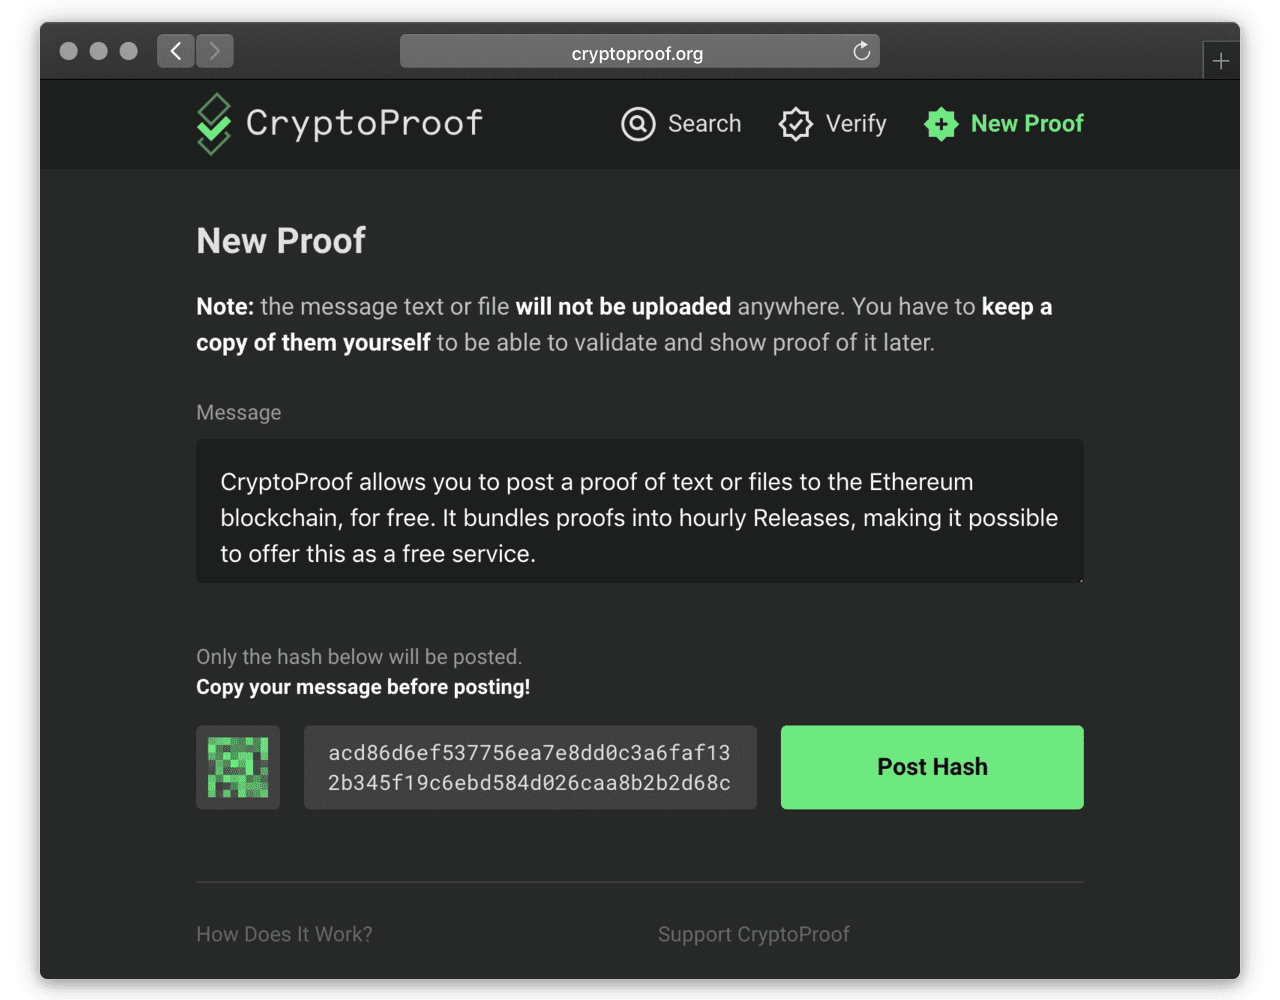 cryptoproof.org
CryptoProof
Search
Verify
New Proof
New Proof
Note: the message text or file will not be uploaded anywhere. You have to keep a
copy of them yourself to be able to validate and show proof of it later.
Message
CryptoProof allows you to post a proof of text or files to the Ethereum
blockchain, for free. It bundles proofs into hourly Releases, making it possible
to offer this as a free service.
Only the hash below will be posted.
Copy your message before posting!
acd86d6ef537756ea7e8dd0c3a6faf13
2b345f19c6ebd584d026caa8b2b2d68c
Post Hash
How Does It Work?
Support CryptoProof